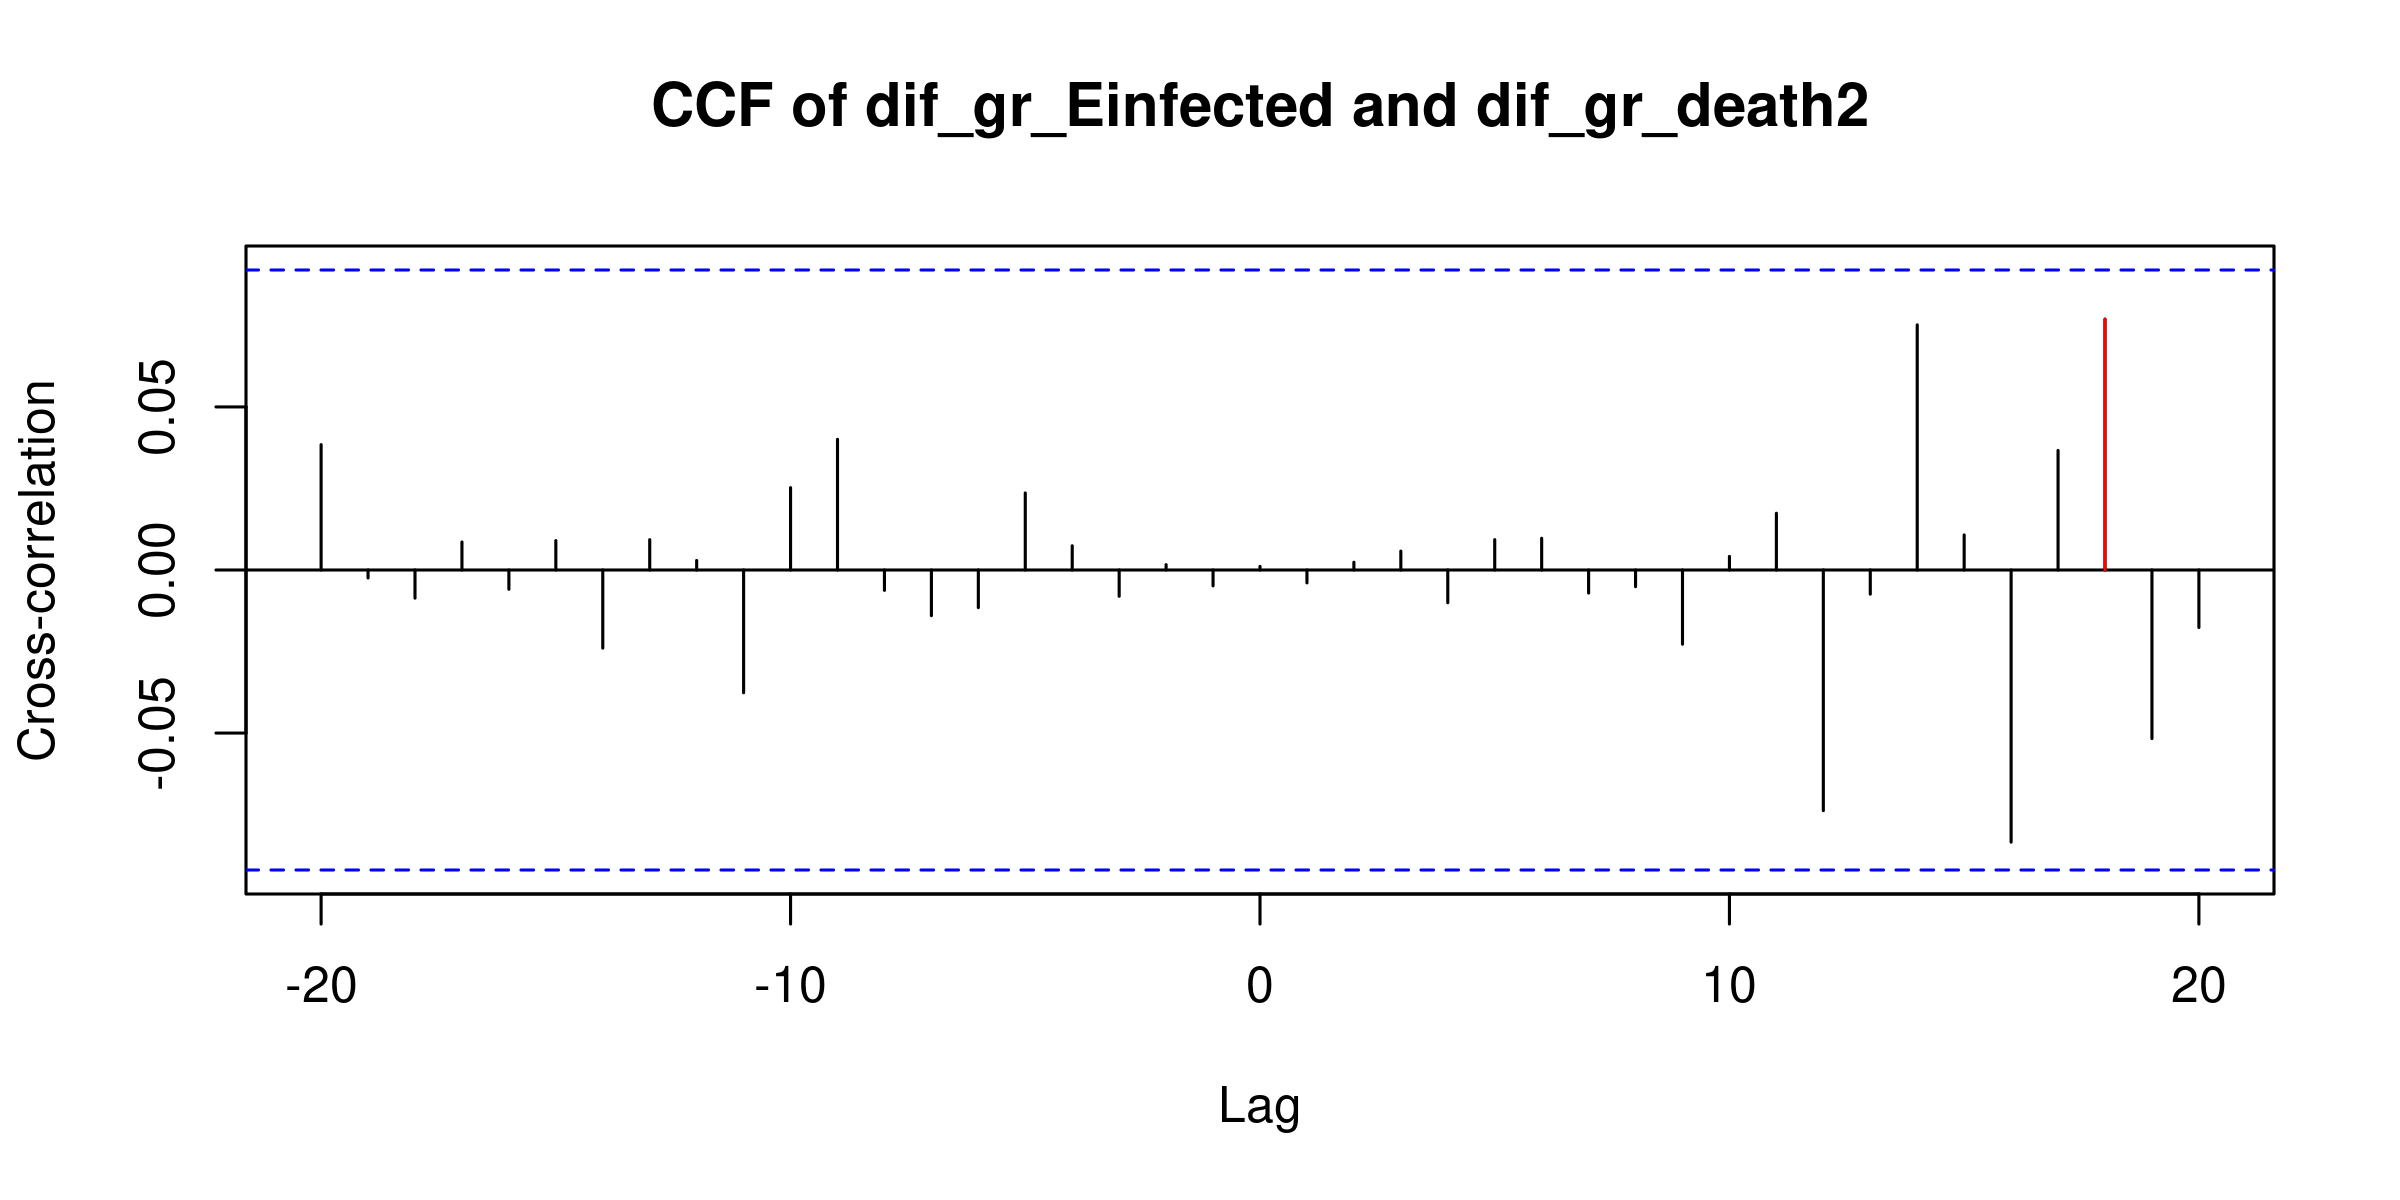 CCF of dif_gr_Einfected and dif_gr_death2
Cross-correlation
0.05
0.00
-0.05
-20
-10
0
10
20
Lag